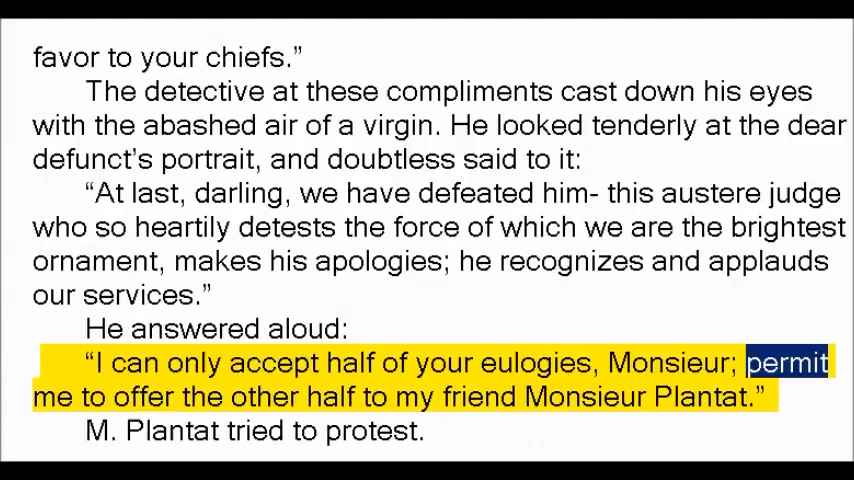 favor to your chiefs.”
The detective at these compliments cast down his eyes
with the abashed air of a virgin. He looked tenderly at the dear
defunct’s portrait, and doubtless said to it:
“At last, darling, we have defeated him- this austere judge
who so heartily detests the force of which we are the brightest
ornament, makes his apologies; he recognizes and applauds
our services.”
He answered aloud:
“I can only accept half of your eulogies, Monsieur; permit
me to offer the other half to my friend Monsieur Plantat.”
M. Plantat tried to protest.